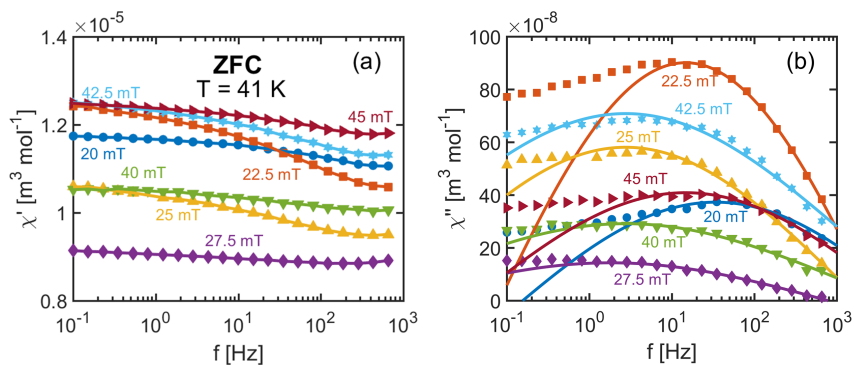 ×10⁻⁵
1.4
1.2
1
0.8
χ' [m³ mol⁻¹]
ZFC
T = 41 K
(a)
42.5 mT
45 mT
20 mT
22.5 mT
40 mT
25 mT
27.5 mT
10⁻¹ 10⁰ 10¹ 10² 10³
f [Hz]
×10⁻⁸
100
80
60
40
20
0
χ'' [m³ mol⁻¹]
(b)
22.5 mT
42.5 mT
25 mT
45 mT
20 mT
40 mT
27.5 mT
10⁻¹ 10⁰ 10¹ 10² 10³
f [Hz]